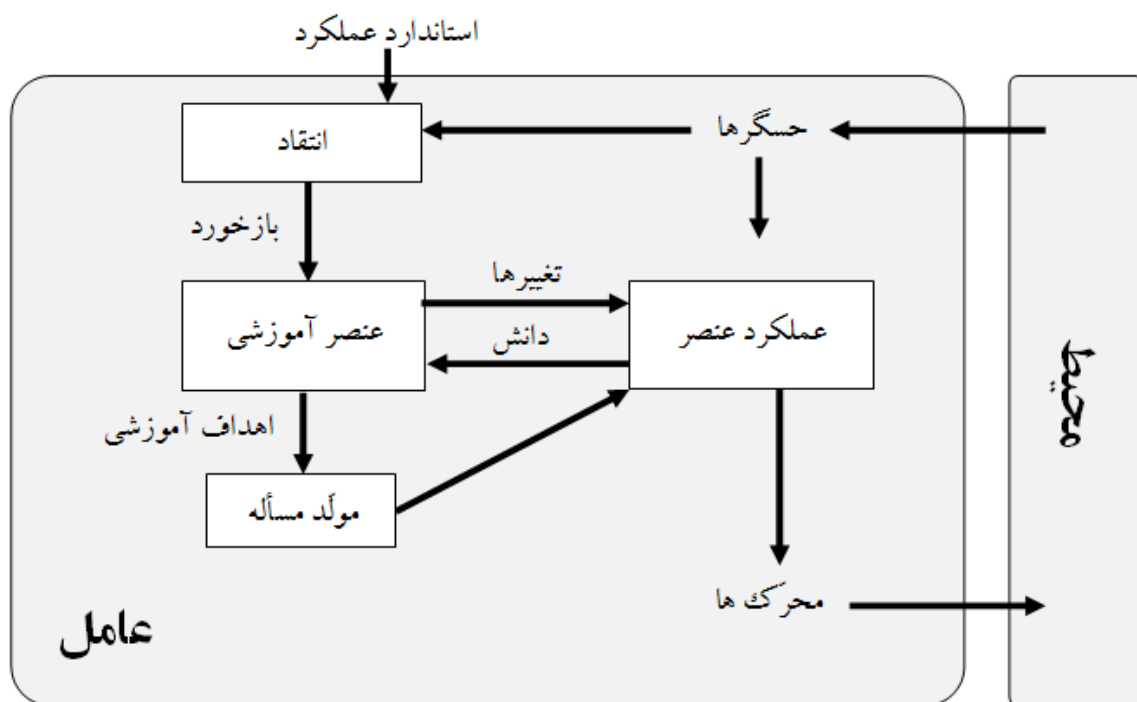 استاندارد عملکرد
حسگرها
انتقاد
بازخورد
تغییرها
عملکرد عنصر
عنصر آموزشی
دانش
محیط
اهداف آموزشی
مولّد مسأله
محرّک ها
عامل